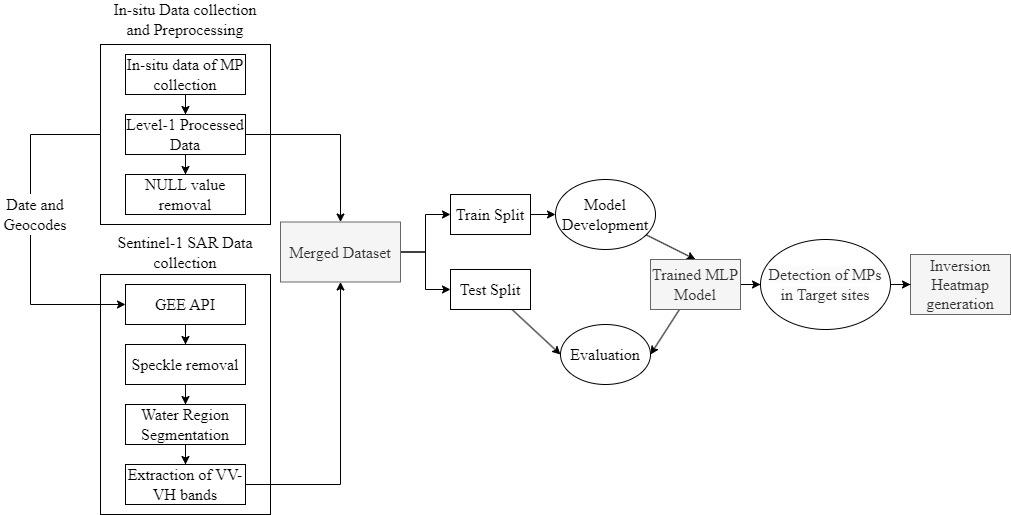 In-situ Data collection
and Preprocessing
In-situ data of MP
collection
Level-1 Processed
Data
NULL value
removal
Date and
Geocodes
Sentinel-1 SAR Data
collection
GEE API
Speckle removal
Water Region
Segmentation
Extraction of VV-
VH bands
Merged Dataset
Train Split
Test Split
Model
Development
Evaluation
Trained MLP
Model
Detection of MPs
in Target sites
Inversion
Heatmap
generation